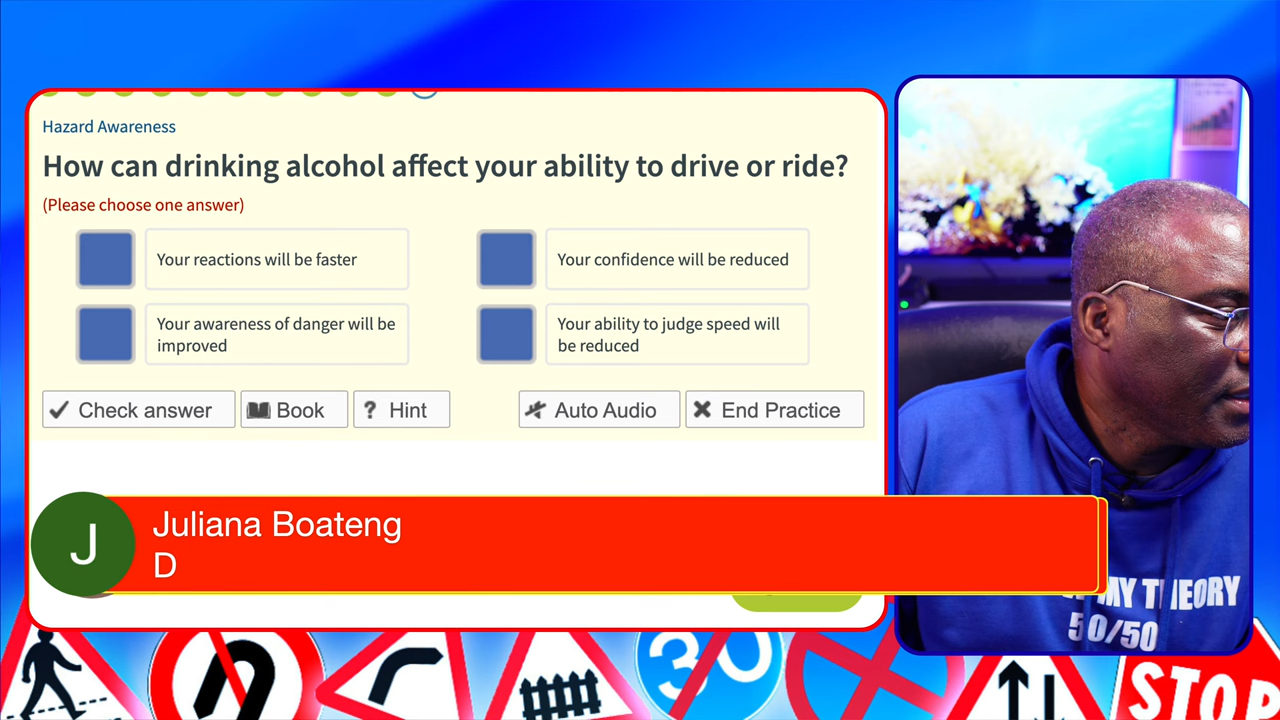 Hazard Awareness
How can drinking alcohol affect your ability to drive or ride?
(Please choose one answer)
Your reactions will be faster
Your confidence will be reduced
Your awareness of danger will be
improved
Your ability to judge speed will
be reduced
Check answer
Book
? Hint
Auto Audio
End Practice
J
Juliana Boateng
D
MY THEORY
50/50
30
STOP